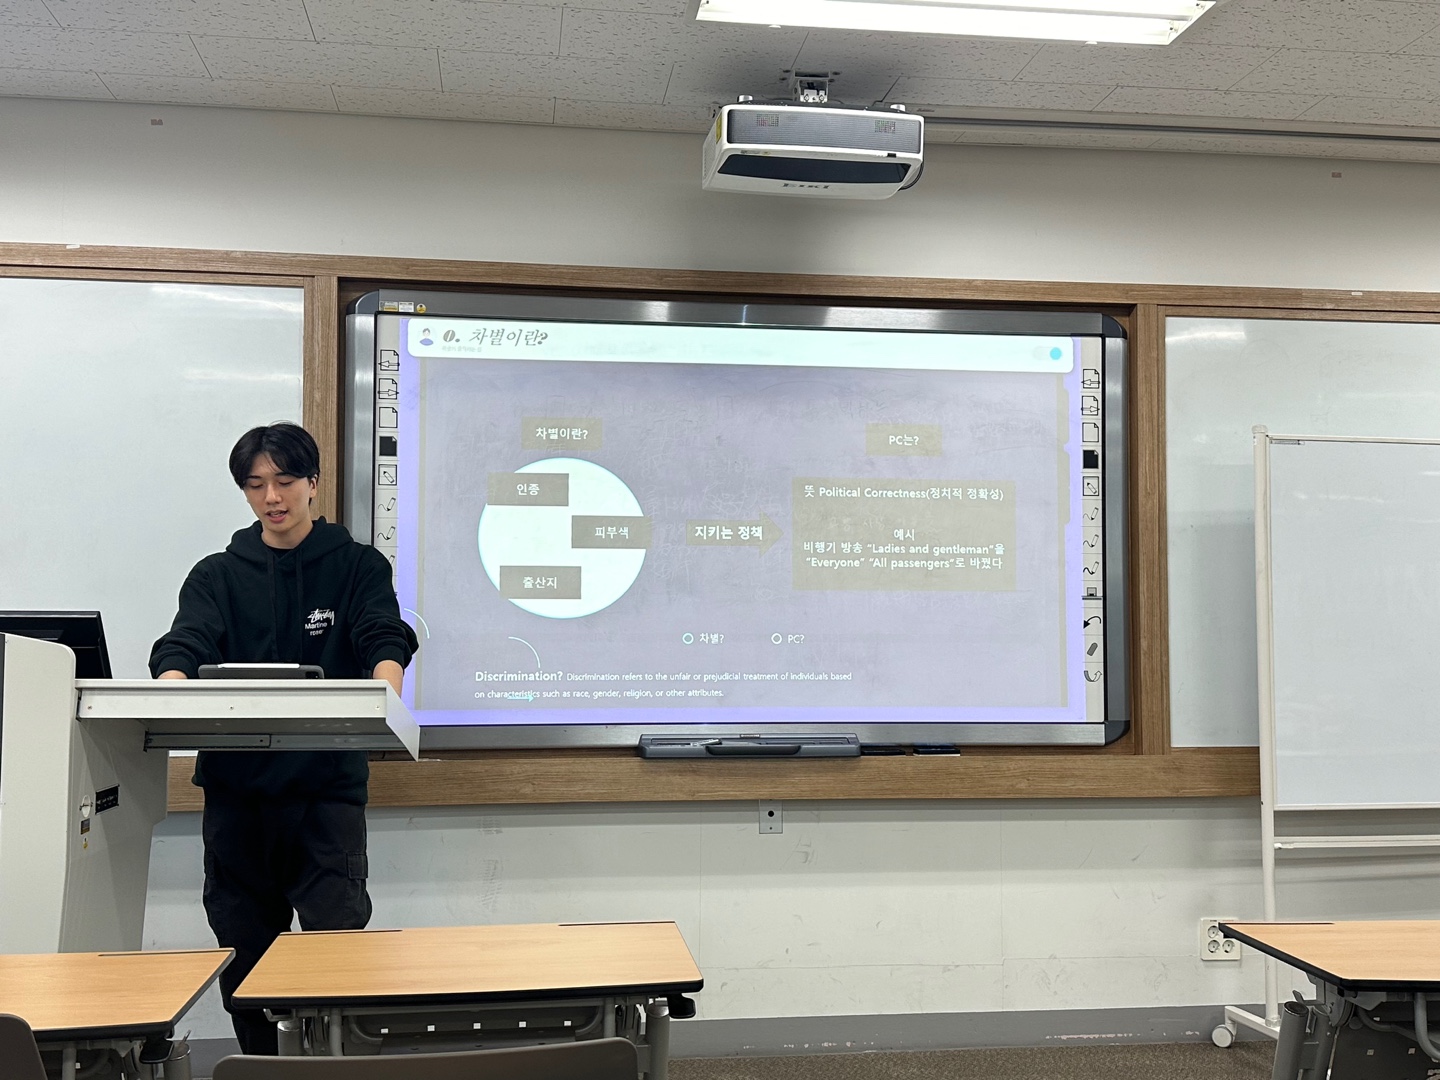 EIKI
0. 차별이란?
차별이란?
인종
피부색
출산지
지키는 정책
PC는?
뜻 Political Correctness(정치적 정확성)
예시
비행기 방송 “Ladies and gentleman”을
“Everyone” “All passengers”로 바꿨다
차별?
PC?
Discrimination? Discrimination refers to the unfair or prejudicial treatment of individuals based
on characteristics such as race, gender, religion, or other attributes.
Martine
rose